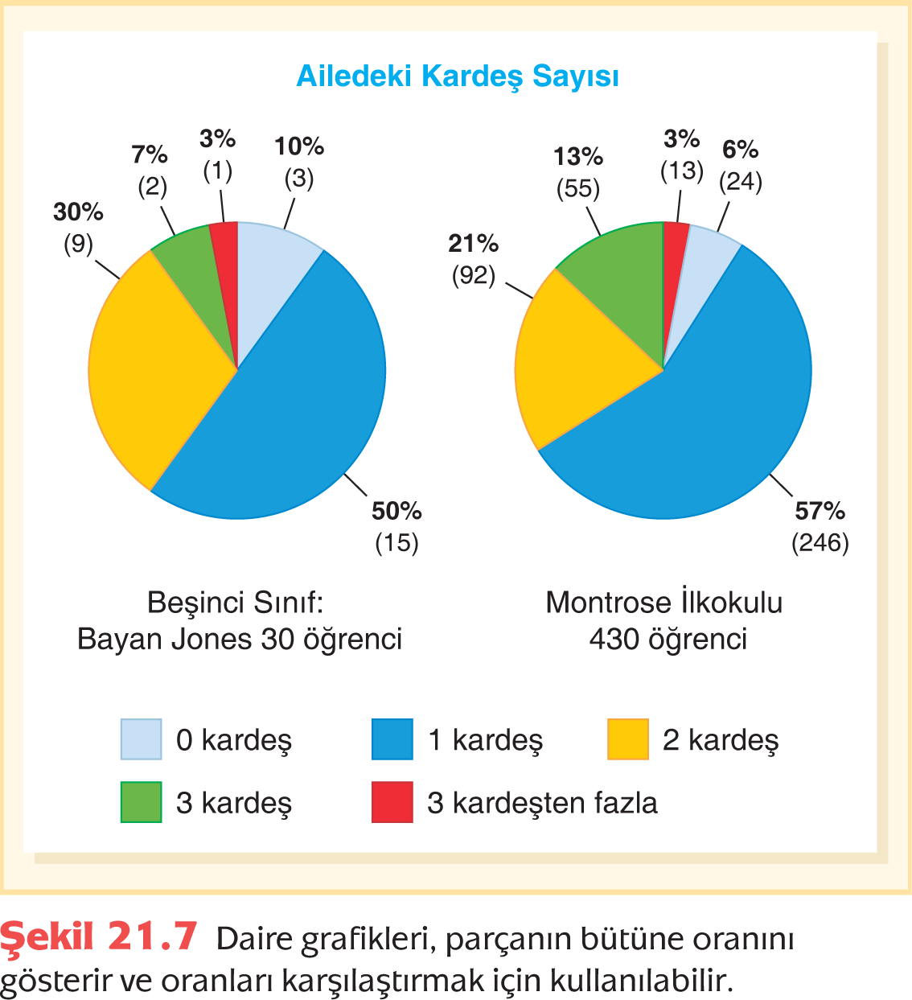 Ailedeki Kardeş Sayısı
30%
(9)
7%
(2)
3%
(1)
10%
(3)
50%
(15)
21%
(92)
13%
(55)
3%
(13)
6%
(24)
57%
(246)
Beşinci Sınıf:
Bayan Jones 30 öğrenci
Montrose İlkokulu
430 öğrenci
0 kardeş
1 kardeş
2 kardeş
3 kardeş
3 kardeşten fazla
Şekil 21.7 Daire grafikleri, parçanın bütüne oranını
gösterir ve oranları karşılaştırmak için kullanılabilir.